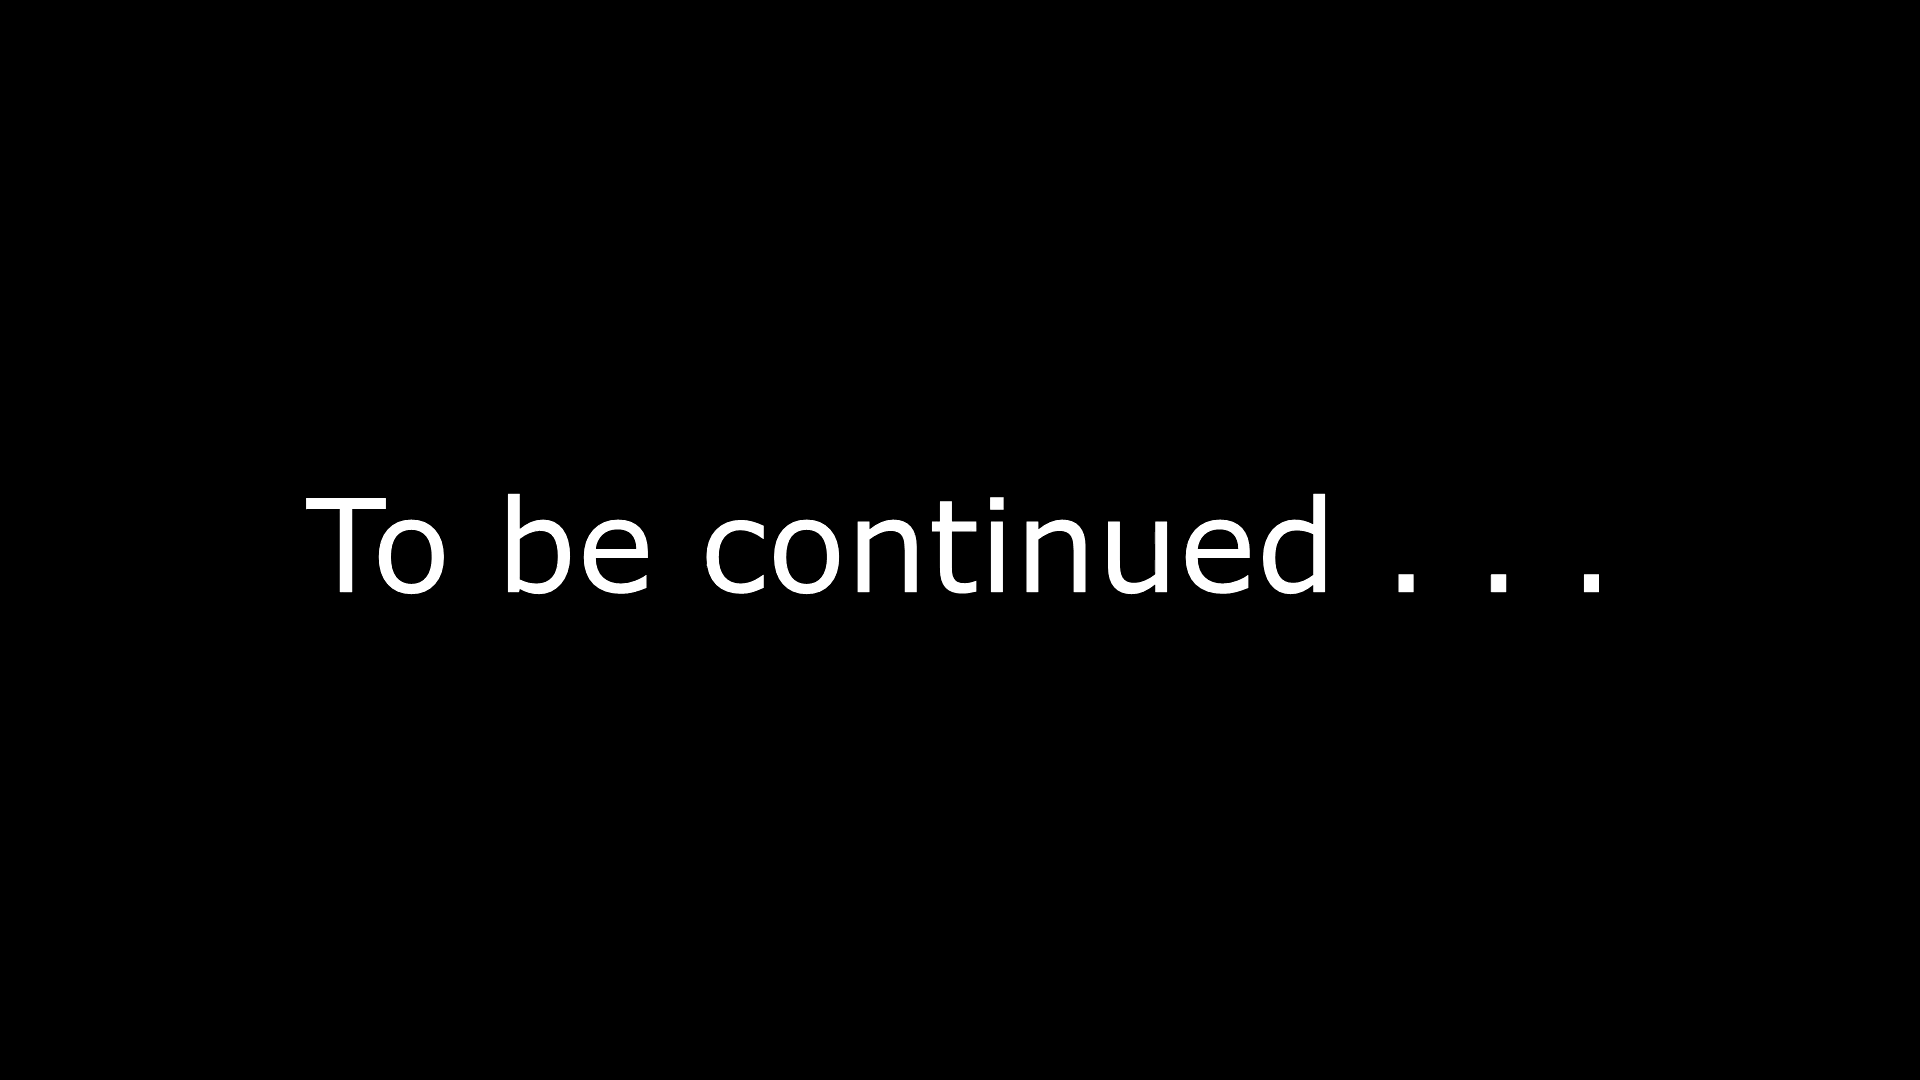 To be continued . . .